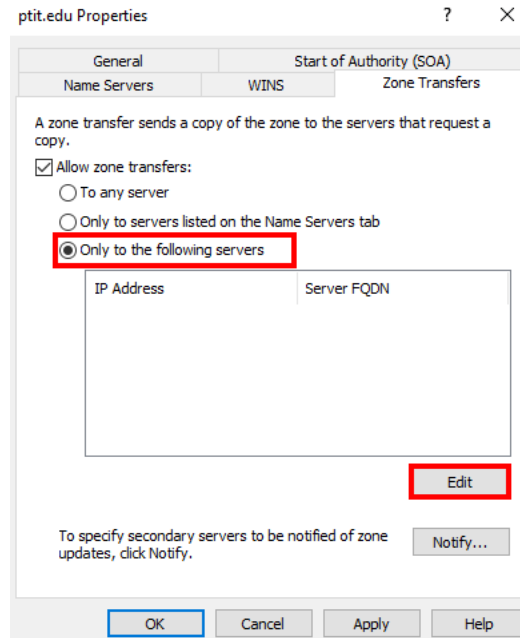 ptit.edu Properties
General
Start of Authority (SOA)
Name Servers
WINS
Zone Transfers
A zone transfer sends a copy of the zone to the servers that request a
copy.
Allow zone transfers:
To any server
Only to servers listed on the Name Servers tab
Only to the following servers
IP Address
Server FQDN
Edit
To specify secondary servers to be notified of zone
updates, click Notify.
Notify...
OK
Cancel
Apply
Help